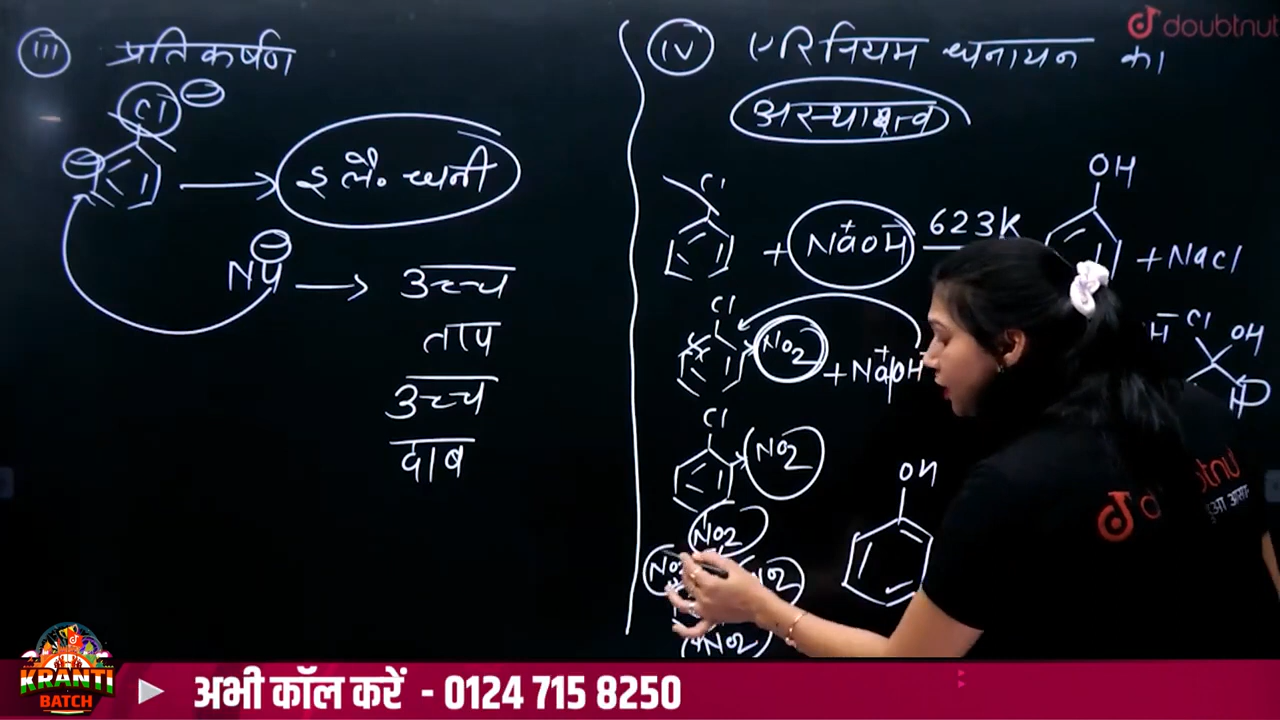 doubtnut
III प्रतिकर्षण
Cl
इलै॰ धनी
Nu → उच्च
ताप
उच्च
दाब
IV एरिनियम धनायन का
अस्थायित्व
Cl
+ NaOH 623K
OH
+ NaCl
Cl
NO2 + NaOH
Cl OH
Cl
NO2
NO2
NO2 NO2
NO2
OH
KRANTI
BATCH
अभी कॉल करें - 0124 715 8250